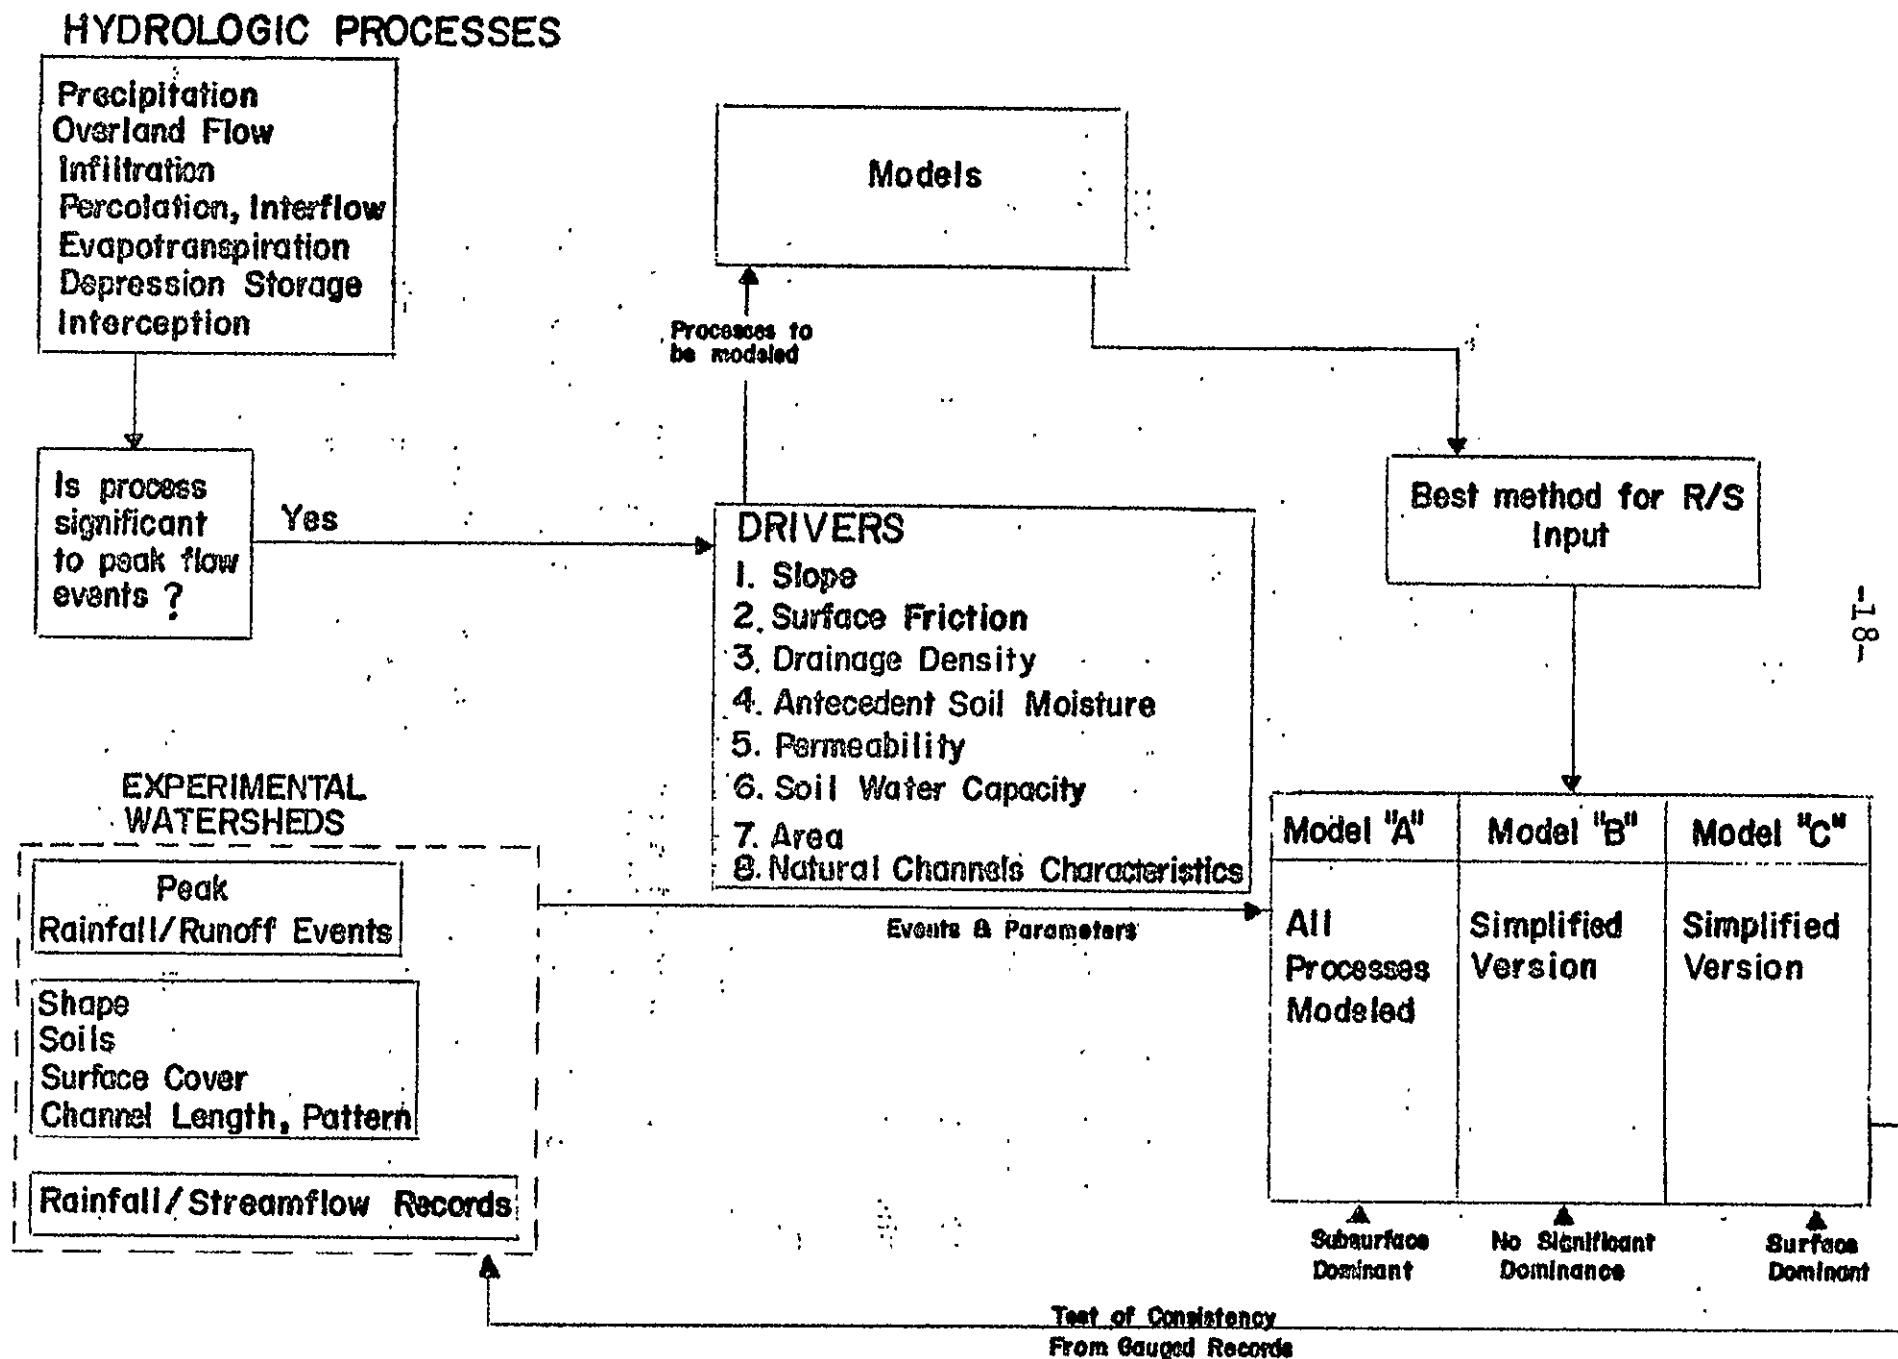 HYDROLOGIC PROCESSES
Precipitation
Overland Flow
Infiltration
Percolation, Interflow
Evapotranspiration
Depression Storage
Interception
Is process
significant
to peak flow
events ?
Yes
Models
Processes to
be modeled
DRIVERS
1. Slope
2. Surface Friction
3. Drainage Density
4. Antecedent Soil Moisture
5. Permeability
6. Soil Water Capacity
7. Area
8. Natural Channels Characteristics
Best method for R/S
Input
-18-
EXPERIMENTAL
WATERSHEDS
Peak
Rainfall/Runoff Events
Shape
Soils
Surface Cover
Channel Length, Pattern
Rainfall/Streamflow Records
Events & Parameters
Model "A"
All
Processes
Modeled
Model "B"
Simplified
Version
Model "C"
Simplified
Version
Subsurface
Dominant
No Significant
Dominance
Surface
Dominant
Test of Consistency
From Gauged Records